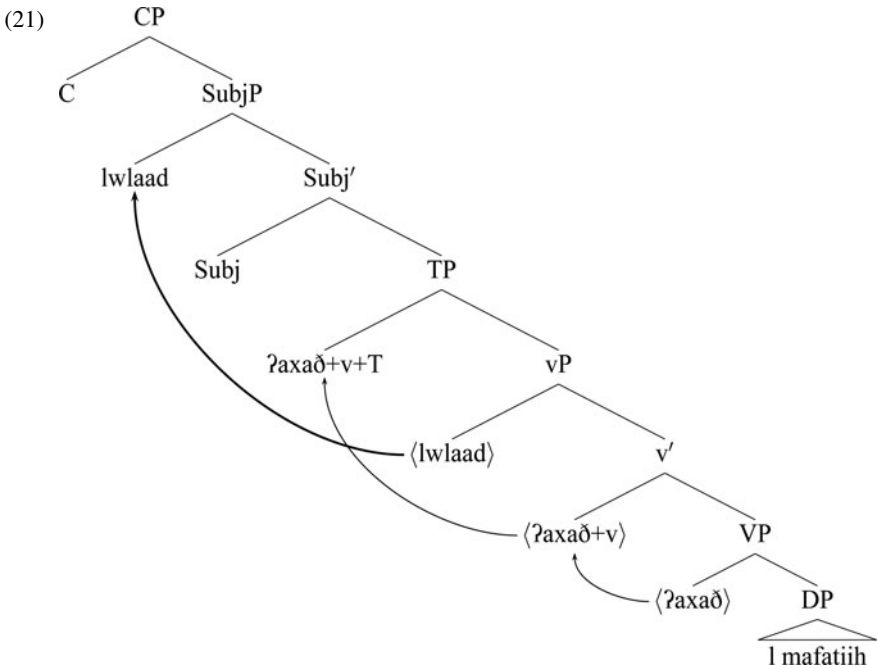 (21)
CP
C SubjP
lwlaad Subj′
Subj TP
ʔaxað+v+T vP
⟨lwlaad⟩ v′
⟨ʔaxað+v⟩ VP
⟨ʔaxað⟩ DP
l mafatiih